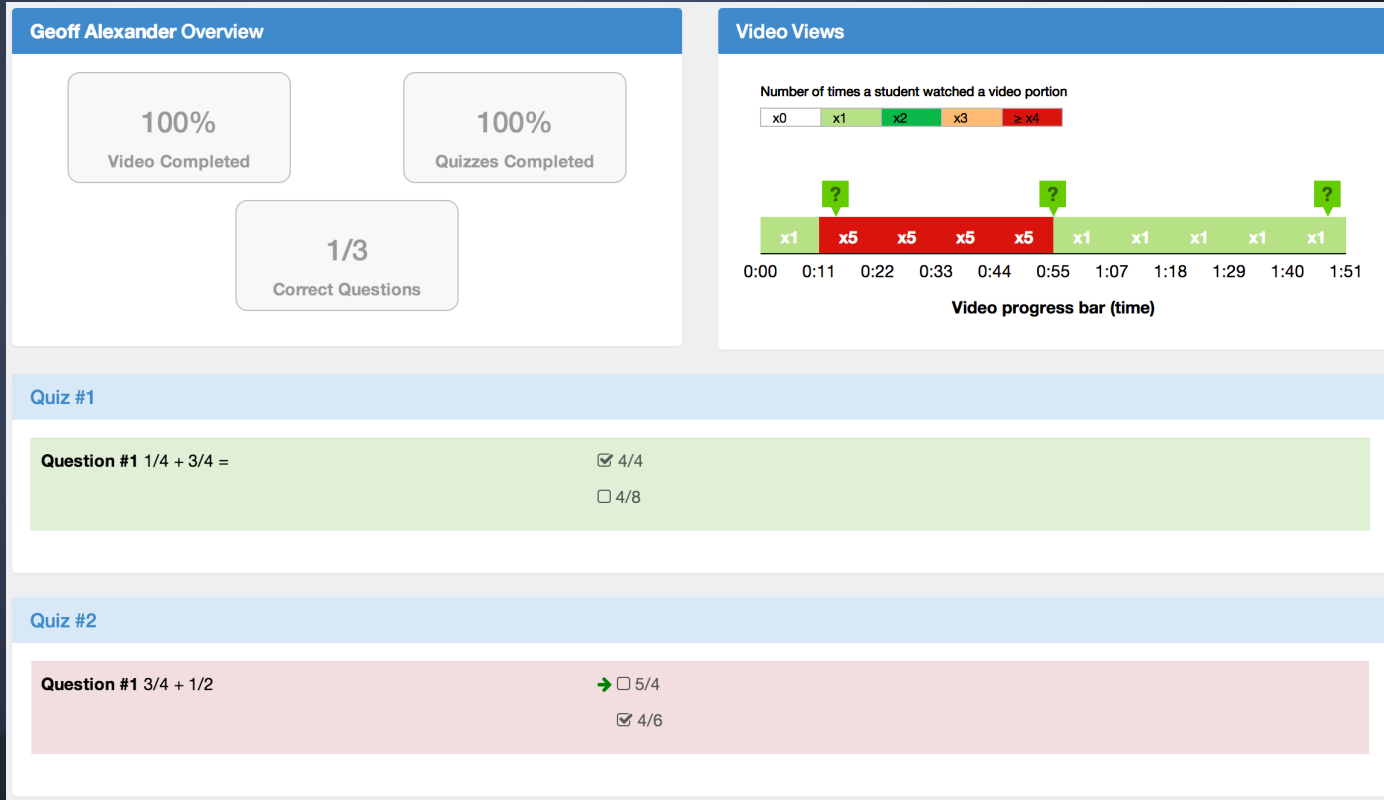 Geoff Alexander Overview
100%
Video Completed
100%
Quizzes Completed
1/3
Correct Questions
Video Views
Number of times a student watched a video portion
x0 x1 x2 x3 ≥ x4
? ? ?
x1 x5 x5 x5 x5 x1 x1 x1 x1 x1
0:00 0:11 0:22 0:33 0:44 0:55 1:07 1:18 1:29 1:40 1:51
Video progress bar (time)
Quiz #1
Question #1 1/4 + 3/4 =
4/4
4/8
Quiz #2
Question #1 3/4 + 1/2
5/4
4/6